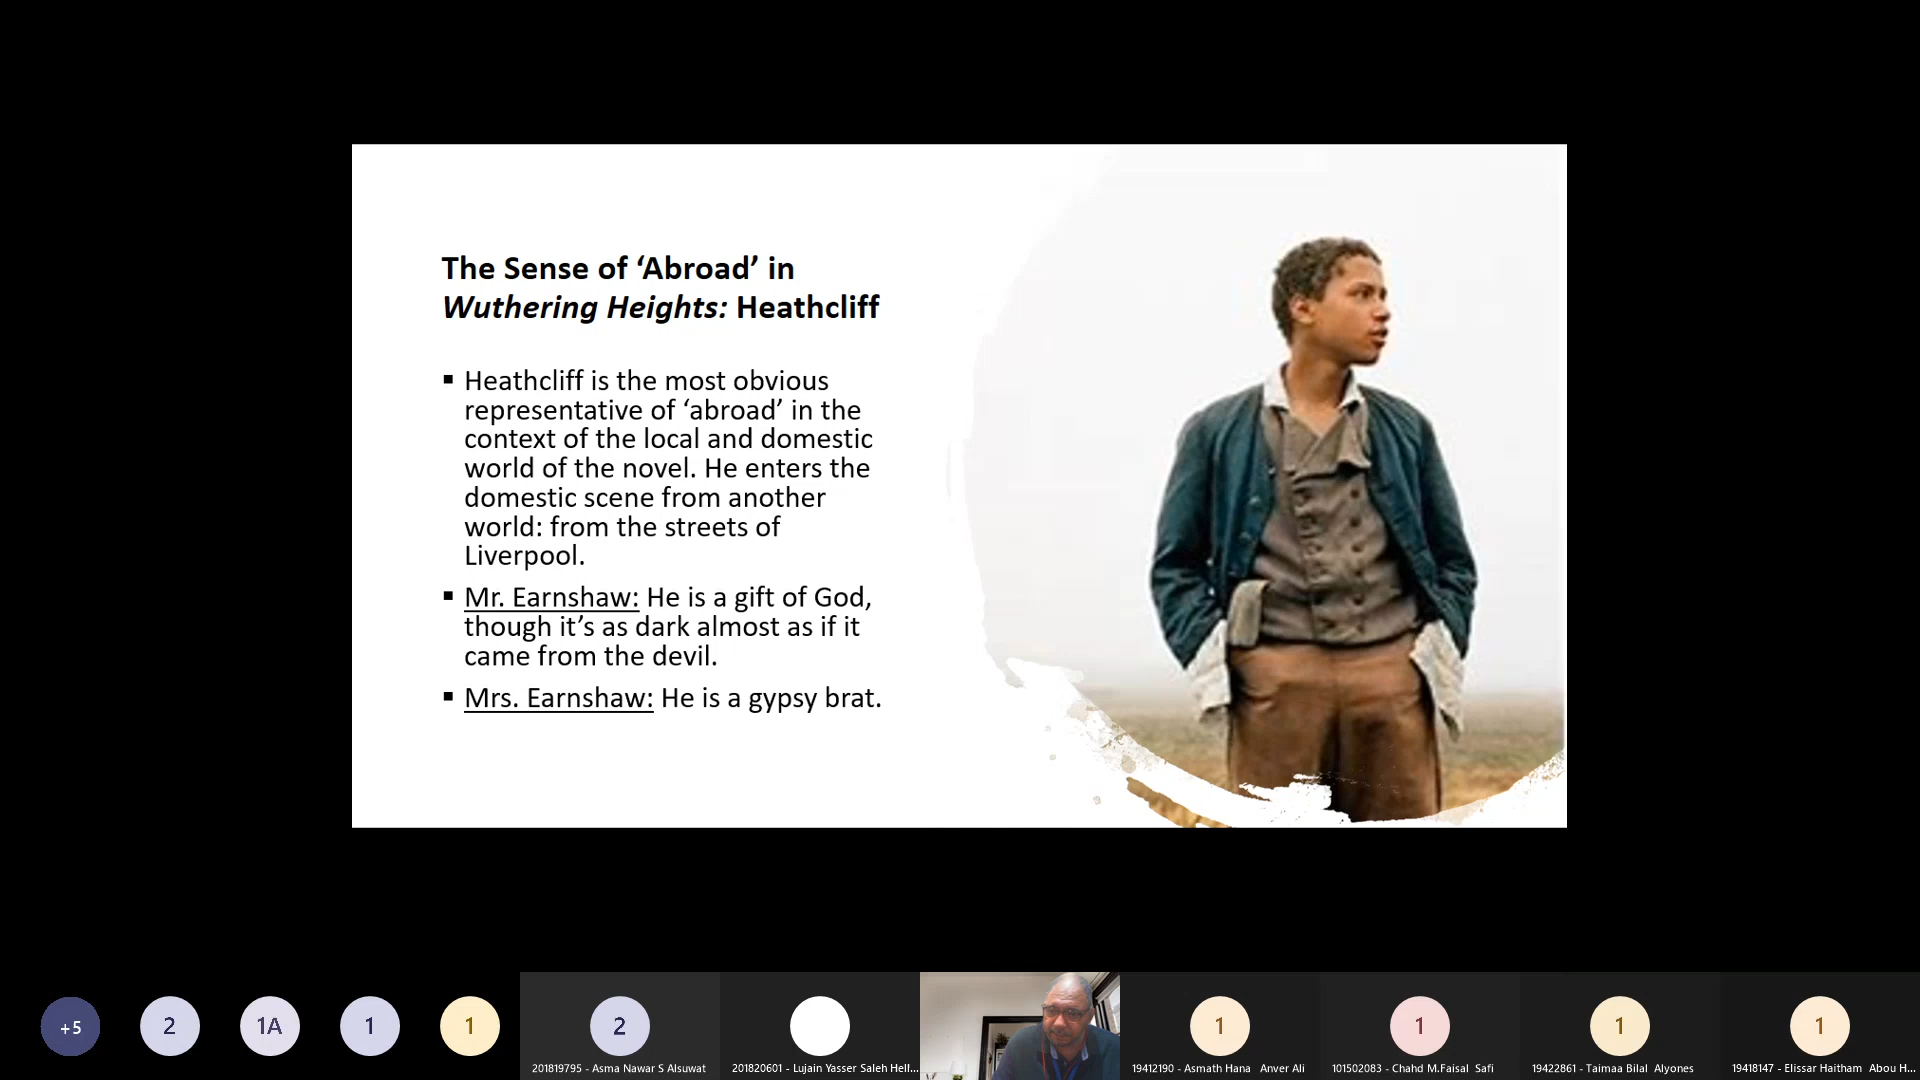 The Sense of ‘Abroad’ in
Wuthering Heights: Heathcliff
▪ Heathcliff is the most obvious
representative of ‘abroad’ in the
context of the local and domestic
world of the novel. He enters the
domestic scene from another
world: from the streets of
Liverpool.
▪ Mr. Earnshaw: He is a gift of God,
though it’s as dark almost as if it
came from the devil.
▪ Mrs. Earnshaw: He is a gypsy brat.
+5
2
1A
1
1
2
1
1
1
1
201819795 - Asma Nawar S Alsuwat
201820601 - Lujain Yasser Saleh Hell...
19412190 - Asmath Hana Anver Ali
101502083 - Chahd M.Faisal Safi
19422861 - Taimaa Bilal Alyones
19418147 - Elissar Haitham Abou H...